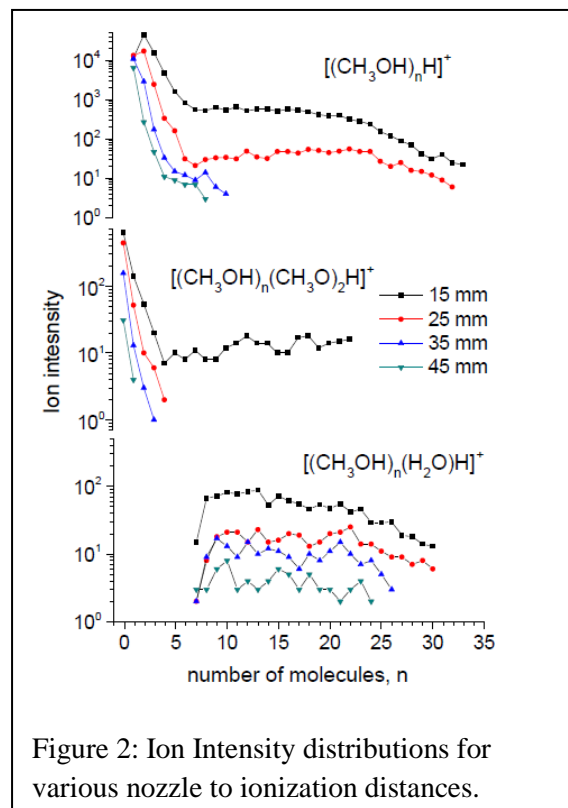 [(CH₃OH)ₙH]⁺
10⁴
10³
10²
10¹
10⁰
[(CH₃OH)ₙ(CH₃O)₂H]⁺
10²
10¹
10⁰
15 mm
25 mm
35 mm
45 mm
Ion intesnsity
[(CH₃OH)ₙ(H₂O)H]⁺
10²
10¹
10⁰
0 5 10 15 20 25 30 35
number of molecules, n
Figure 2: Ion Intensity distributions for
various nozzle to ionization distances.